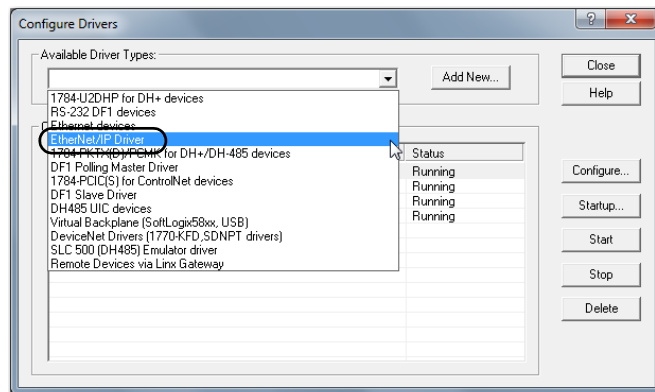 Configure Drivers
Available Driver Types:
Add New...
Close
Help
1784-U2DHP for DH+ devices
RS-232 DF1 devices
Ethernet devices
EtherNet/IP Driver
1784-PKTX(D)/PCMK for DH+/DH-485 devices
DF1 Polling Master Driver
1784-PCIC(S) for ControlNet devices
DF1 Slave Driver
DH485 UIC devices
Virtual Backplane (SoftLogix58xx, USB)
DeviceNet Drivers (1770-KFD,SDNPT drivers)
SLC 500 (DH485) Emulator driver
Remote Devices via Linx Gateway
Status
Running
Running
Running
Running
Configure...
Startup...
Start
Stop
Delete